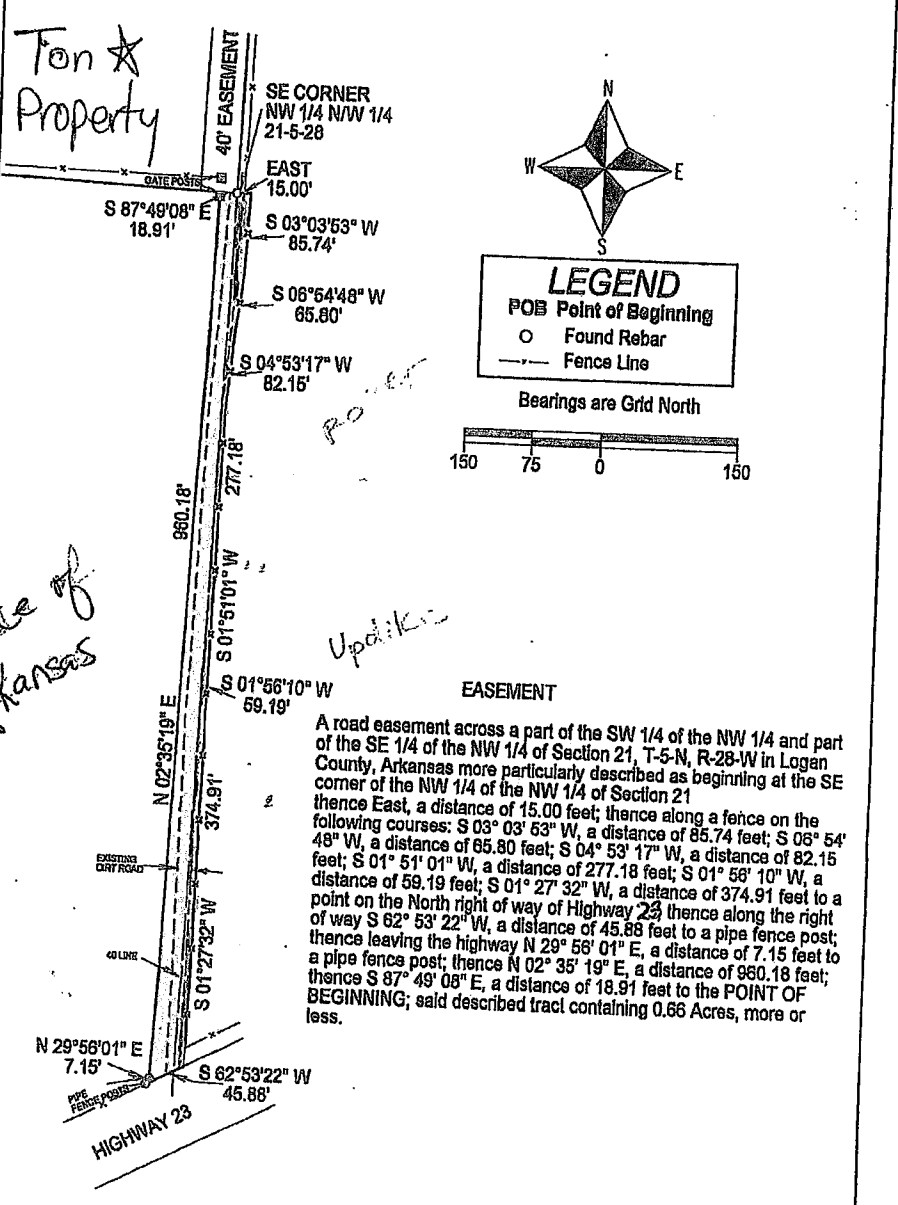 Ton ☆
Property
40' EASEMENT
SE CORNER
NW 1/4 N/W 1/4
21-5-28
EAST
15.00'
GATE POSTS
S 87°49'08" E
18.91'
S 03°03'53" W
85.74'
S 06°54'48" W
65.80'
S 04°53'17" W
82.15'
277.18'
960.18'
S 01°51'01" W
S 01°56'10" W
59.19'
N 02°35'19" E
374.91'
EXISTING
DIRT ROAD
40 LINE
S 01°27'32" W
N 29°56'01" E
7.15'
PIPE
FENCE POSTS
S 62°53'22" W
45.88'
HIGHWAY 23
of
N
W
E
S
LEGEND
POB Point of Beginning
Found Rebar
Fence Line
Bearings are Grid North
150 75 0 150
EASEMENT
A road easement across a part of the SW 1/4 of the NW 1/4 and part
of the SE 1/4 of the NW 1/4 of Section 21, T-5-N, R-28-W in Logan
County, Arkansas more particularly described as beginning at the SE
corner of the NW 1/4 of the NW 1/4 of Section 21
thence East, a distance of 15.00 feet; thence along a fence on the
following courses: S 03° 03' 53" W, a distance of 85.74 feet; S 06° 54'
48" W, a distance of 65.80 feet; S 04° 53' 17" W, a distance of 82.15
feet; S 01° 51' 01" W, a distance of 277.18 feet; S 01° 56' 10" W, a
distance of 59.19 feet; S 01° 27' 32" W, a distance of 374.91 feet to a
point on the North right of way of Highway 23 thence along the right
of way S 62° 53' 22" W, a distance of 45.88 feet to a pipe fence post;
thence leaving the highway N 29° 56' 01" E, a distance of 7.15 feet to
a pipe fence post; thence N 02° 35' 19" E, a distance of 960.18 feet;
thence S 87° 49' 08" E, a distance of 18.91 feet to the POINT OF
BEGINNING; said described tract containing 0.66 Acres, more or
less.